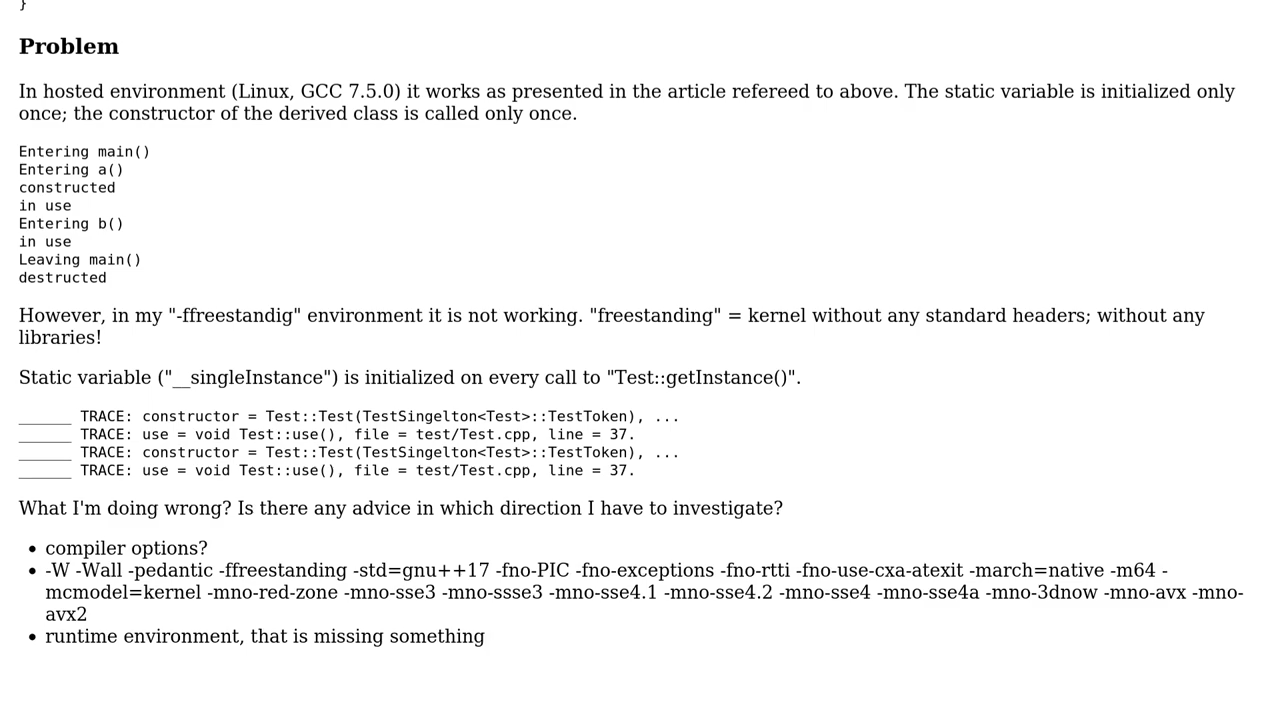 }
Problem
In hosted environment (Linux, GCC 7.5.0) it works as presented in the article refereed to above. The static variable is initialized only
once; the constructor of the derived class is called only once.
Entering main()
Entering a()
constructed
in use
Entering b()
in use
Leaving main()
destructed
However, in my "-ffreestandig" environment it is not working. "freestanding" = kernel without any standard headers; without any
libraries!
Static variable ("__singleInstance") is initialized on every call to "Test::getInstance()".
______ TRACE: constructor = Test::Test(TestSingelton<Test>::TestToken), ...
______ TRACE: use = void Test::use(), file = test/Test.cpp, line = 37.
______ TRACE: constructor = Test::Test(TestSingelton<Test>::TestToken), ...
______ TRACE: use = void Test::use(), file = test/Test.cpp, line = 37.
What I'm doing wrong? Is there any advice in which direction I have to investigate?
• compiler options?
• -W -Wall -pedantic -ffreestanding -std=gnu++17 -fno-PIC -fno-exceptions -fno-rtti -fno-use-cxa-atexit -march=native -m64 -
mcmodel=kernel -mno-red-zone -mno-sse3 -mno-ssse3 -mno-sse4.1 -mno-sse4.2 -mno-sse4 -mno-sse4a -mno-3dnow -mno-avx -mno-
avx2
• runtime environment, that is missing something